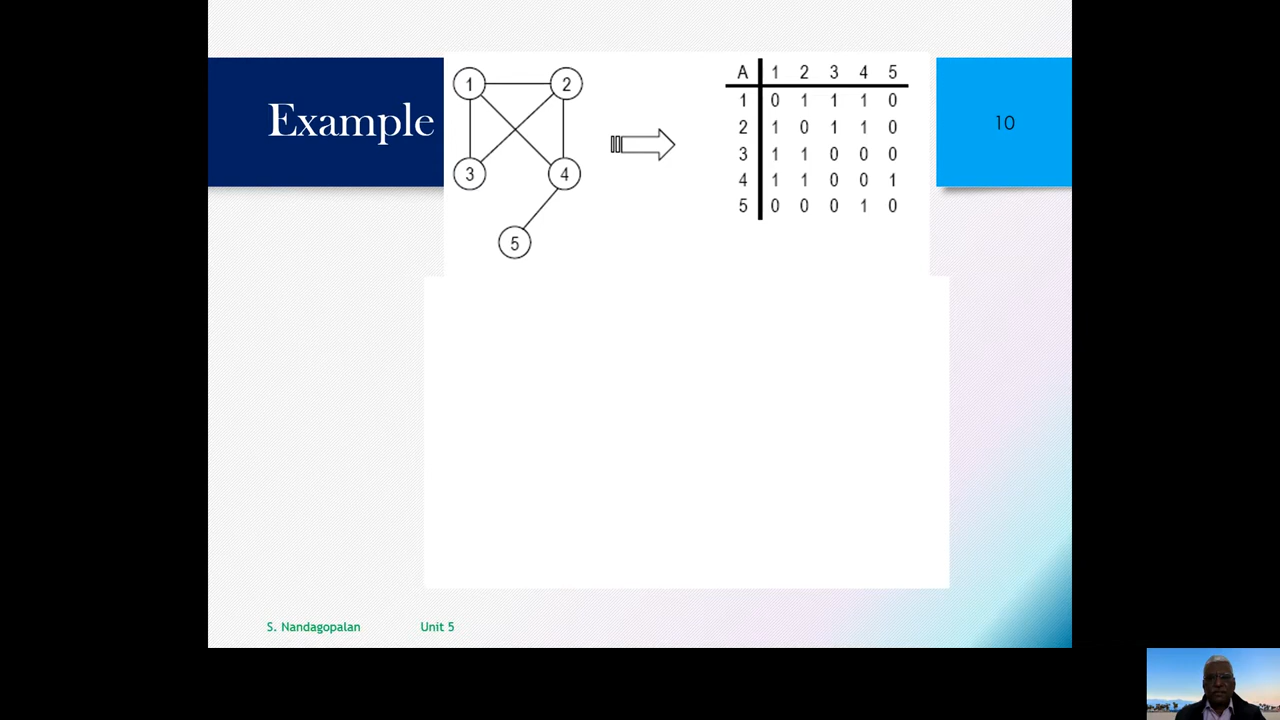 Example
1 2
3 4
5
A 1 2 3 4 5
1 0 1 1 1 0
2 1 0 1 1 0
3 1 1 0 0 0
4 1 1 0 0 1
5 0 0 0 1 0
10
S. Nandagopalan Unit 5